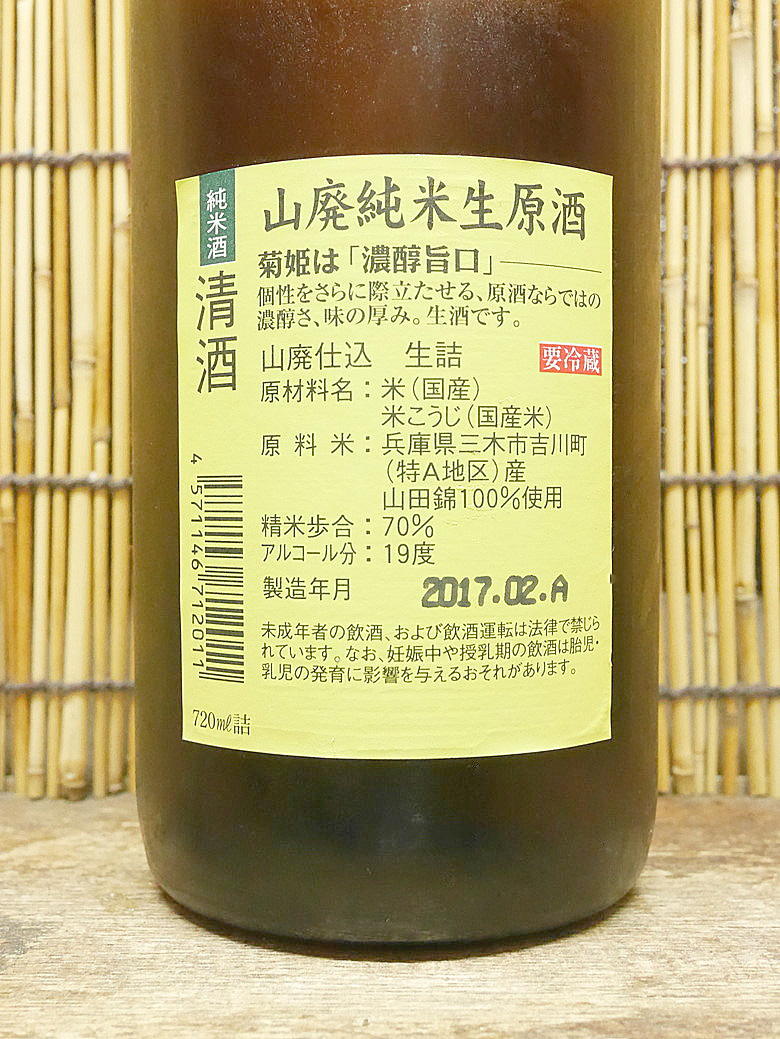 純米酒
清酒
山廃純米生原酒
菊姫は「濃醇旨口」
個性をさらに際立たせる、原酒ならではの
濃醇さ、味の厚み。生酒です。
山廃仕込 生詰
要冷蔵
原材料名:米(国産)
米こうじ(国産米)
原料米:兵庫県三木市吉川町
(特A地区)産
山田錦100%使用
精米歩合:70%
アルコール分:19度
製造年月 2017.02.A
未成年者の飲酒、および飲酒運転は法律で禁じら
れています。なお、妊娠中や授乳期の飲酒は胎児・
乳児の発育に影響を与えるおそれがあります。
4 571146 712011
720㎖詰